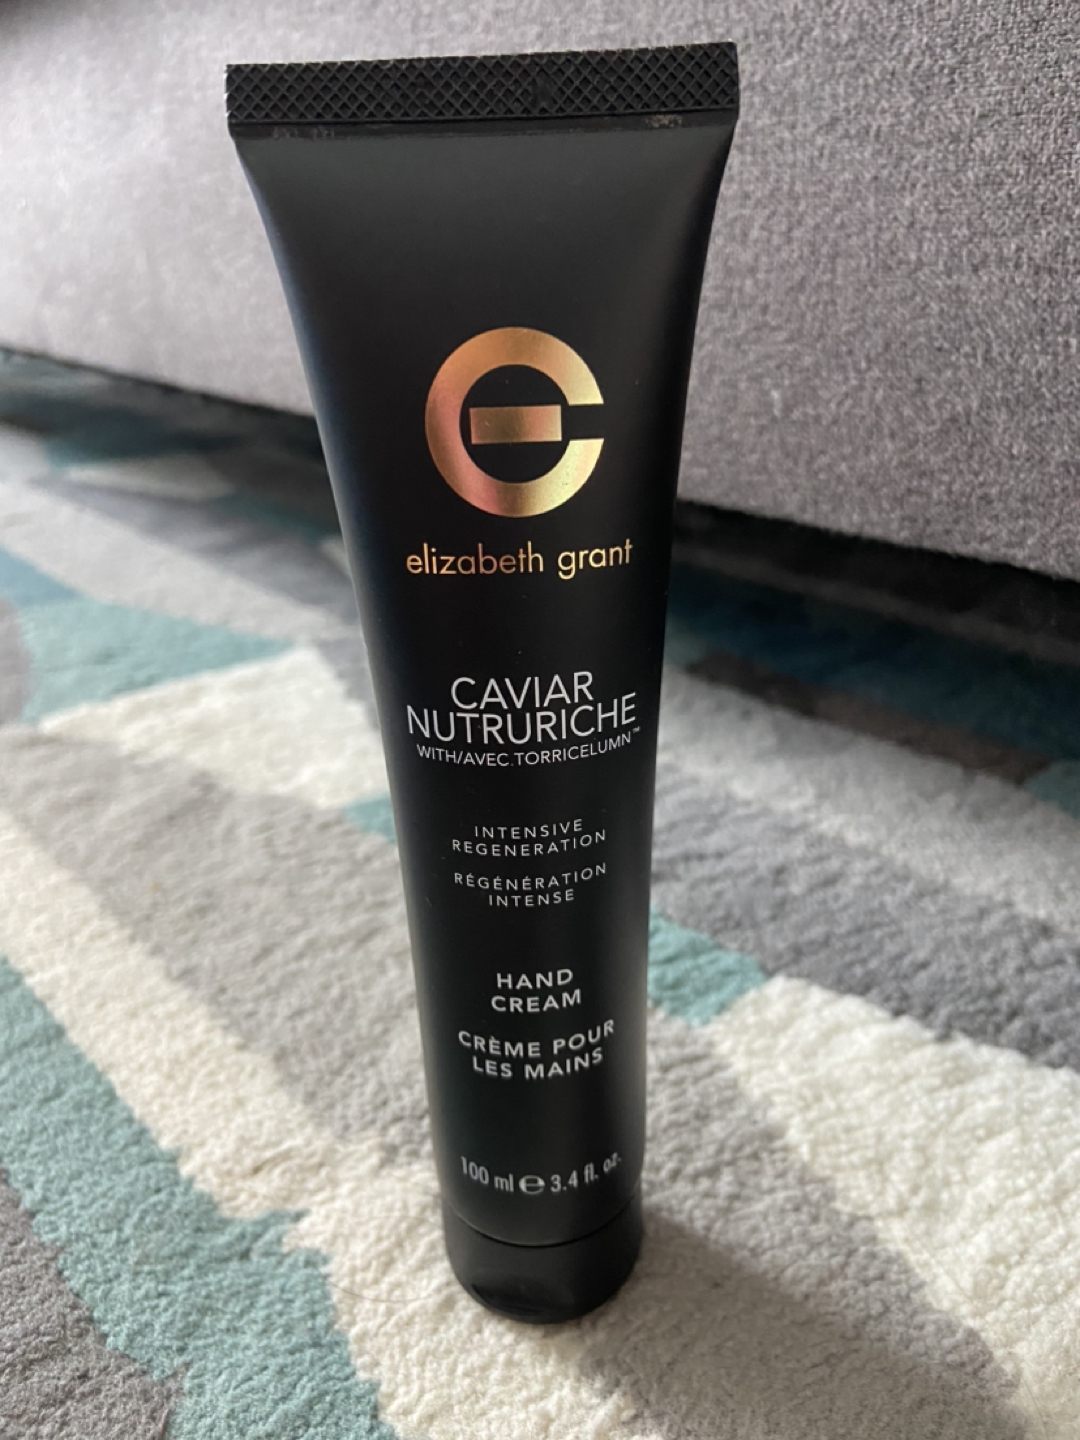 elizabeth grant
CAVIAR
NUTRURICHE
WITH/AVEC TORRICELUMN™
INTENSIVE
REGENERATION
RÉGÉNÉRATION
INTENSE
HAND
CREAM
CRÈME POUR
LES MAINS
100 ml ℮ 3.4 fl. oz.